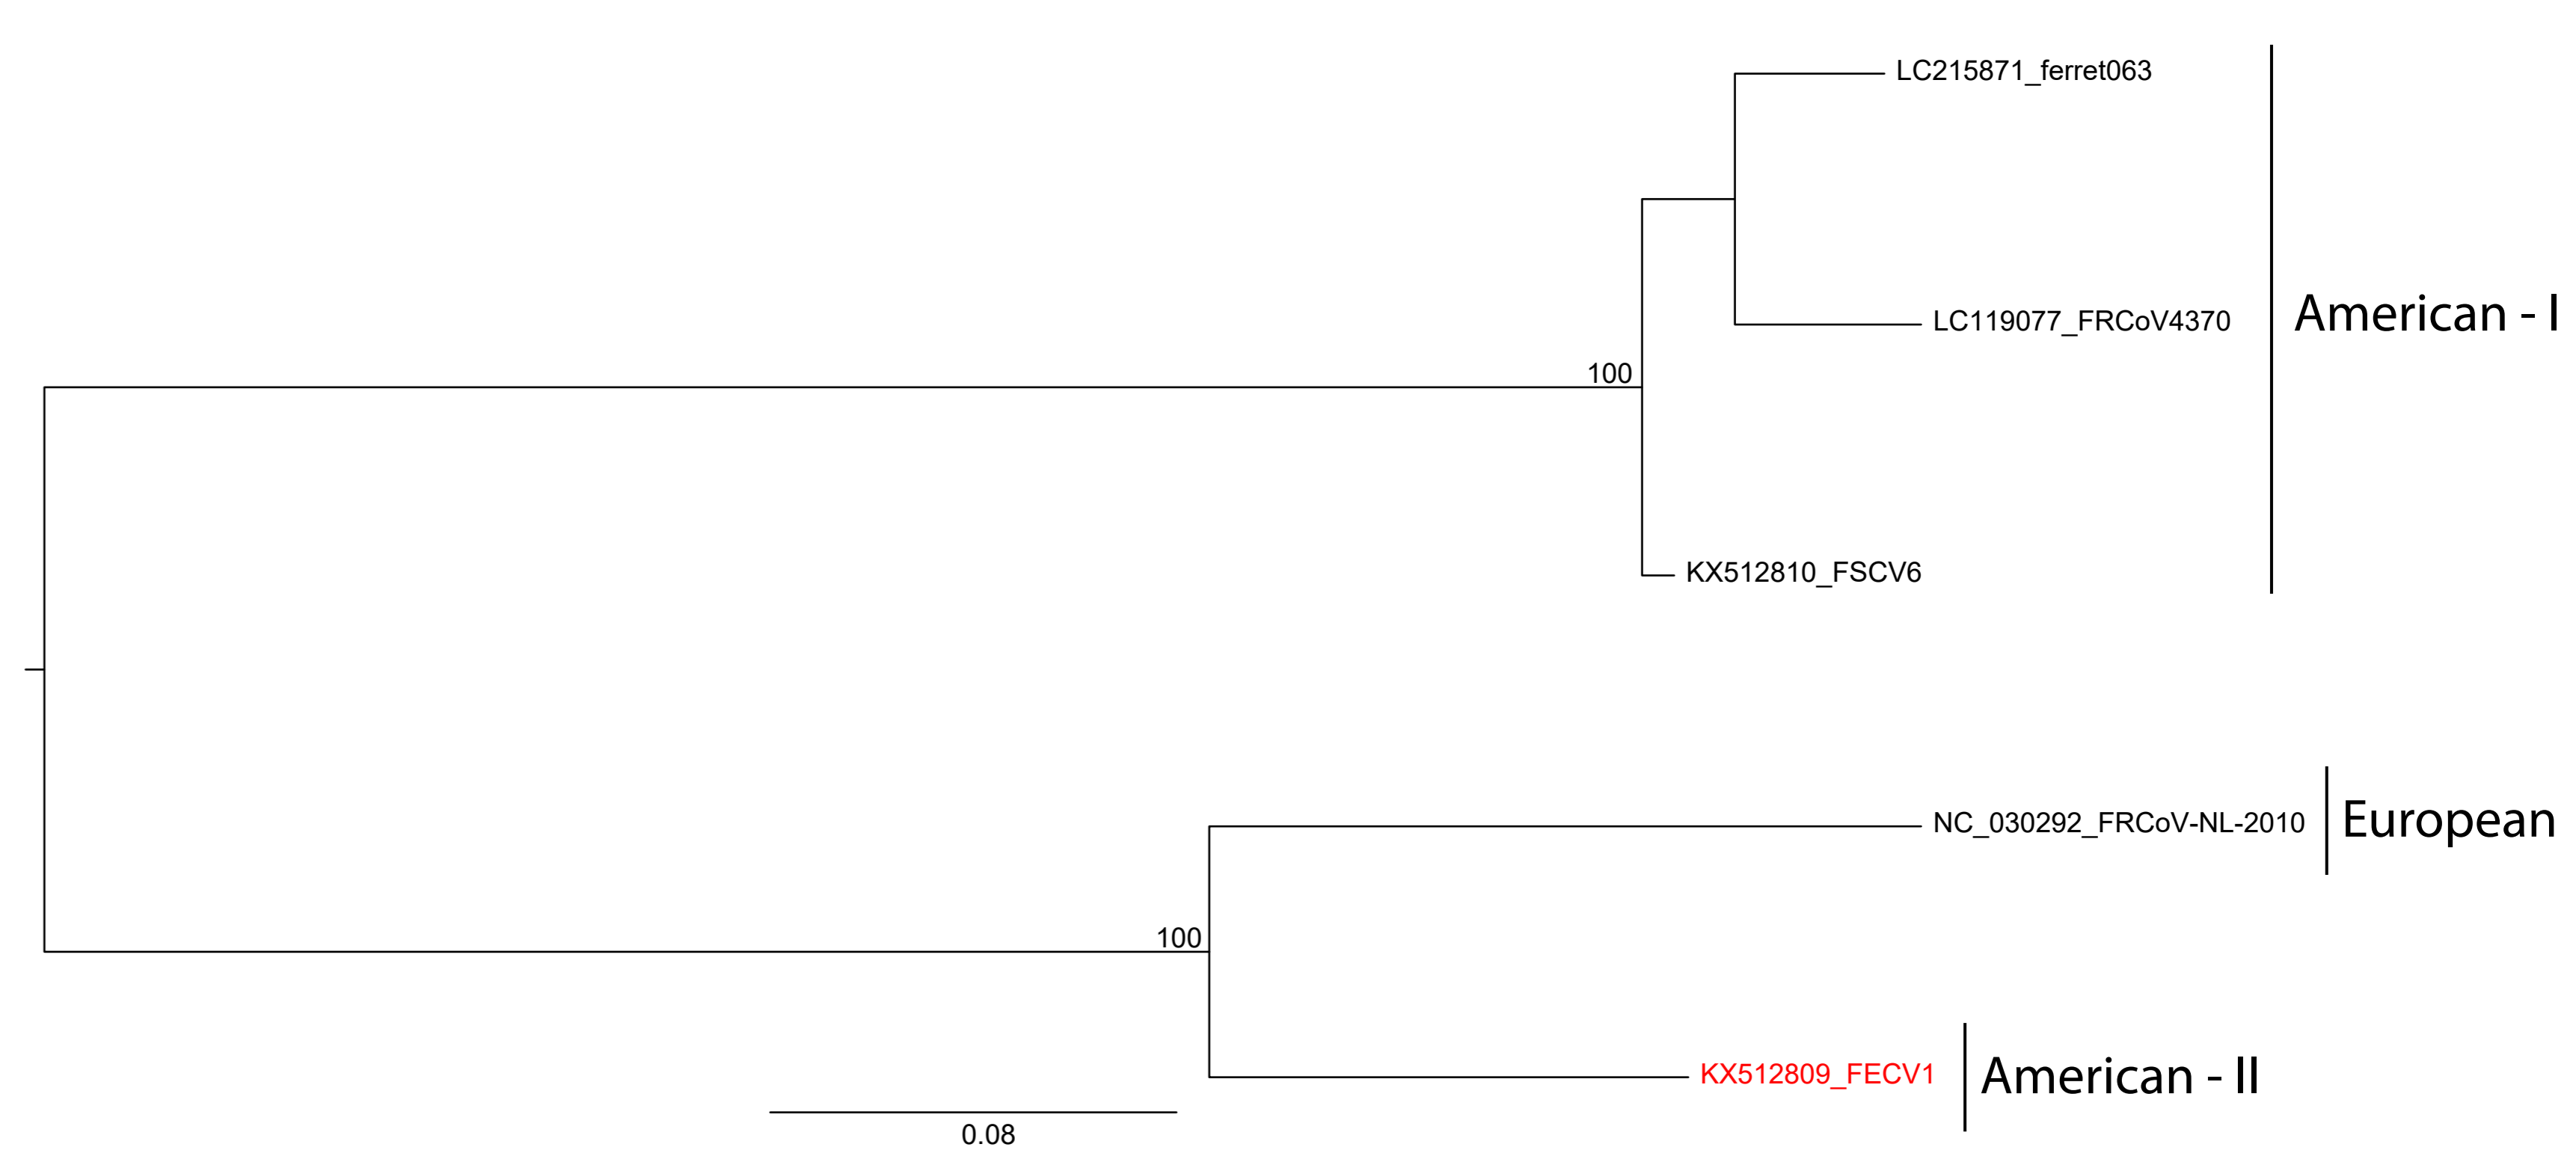 LC215871_ferret063
American - I
LC119077_FRCoV4370
100
KX512810_FSCV6
NC_030292_FRCoV-NL-2010
European
100
KX512809_FECV1
American - II
0.08